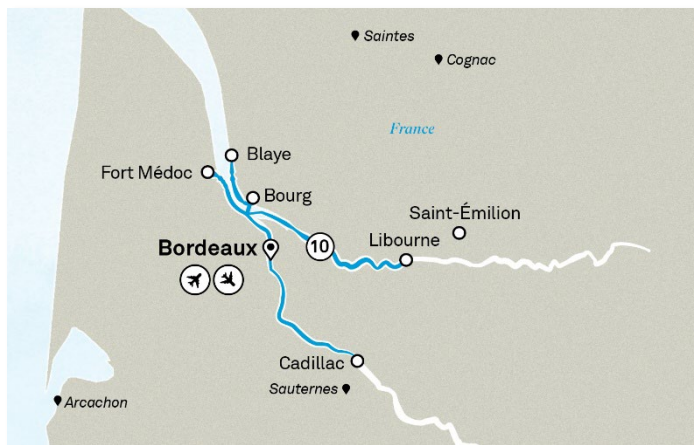 Saintes
Cognac
France
Blaye
Fort Médoc
Bourg
Saint-Émilion
Bordeaux
10
Libourne
Cadillac
Sauternes
Arcachon